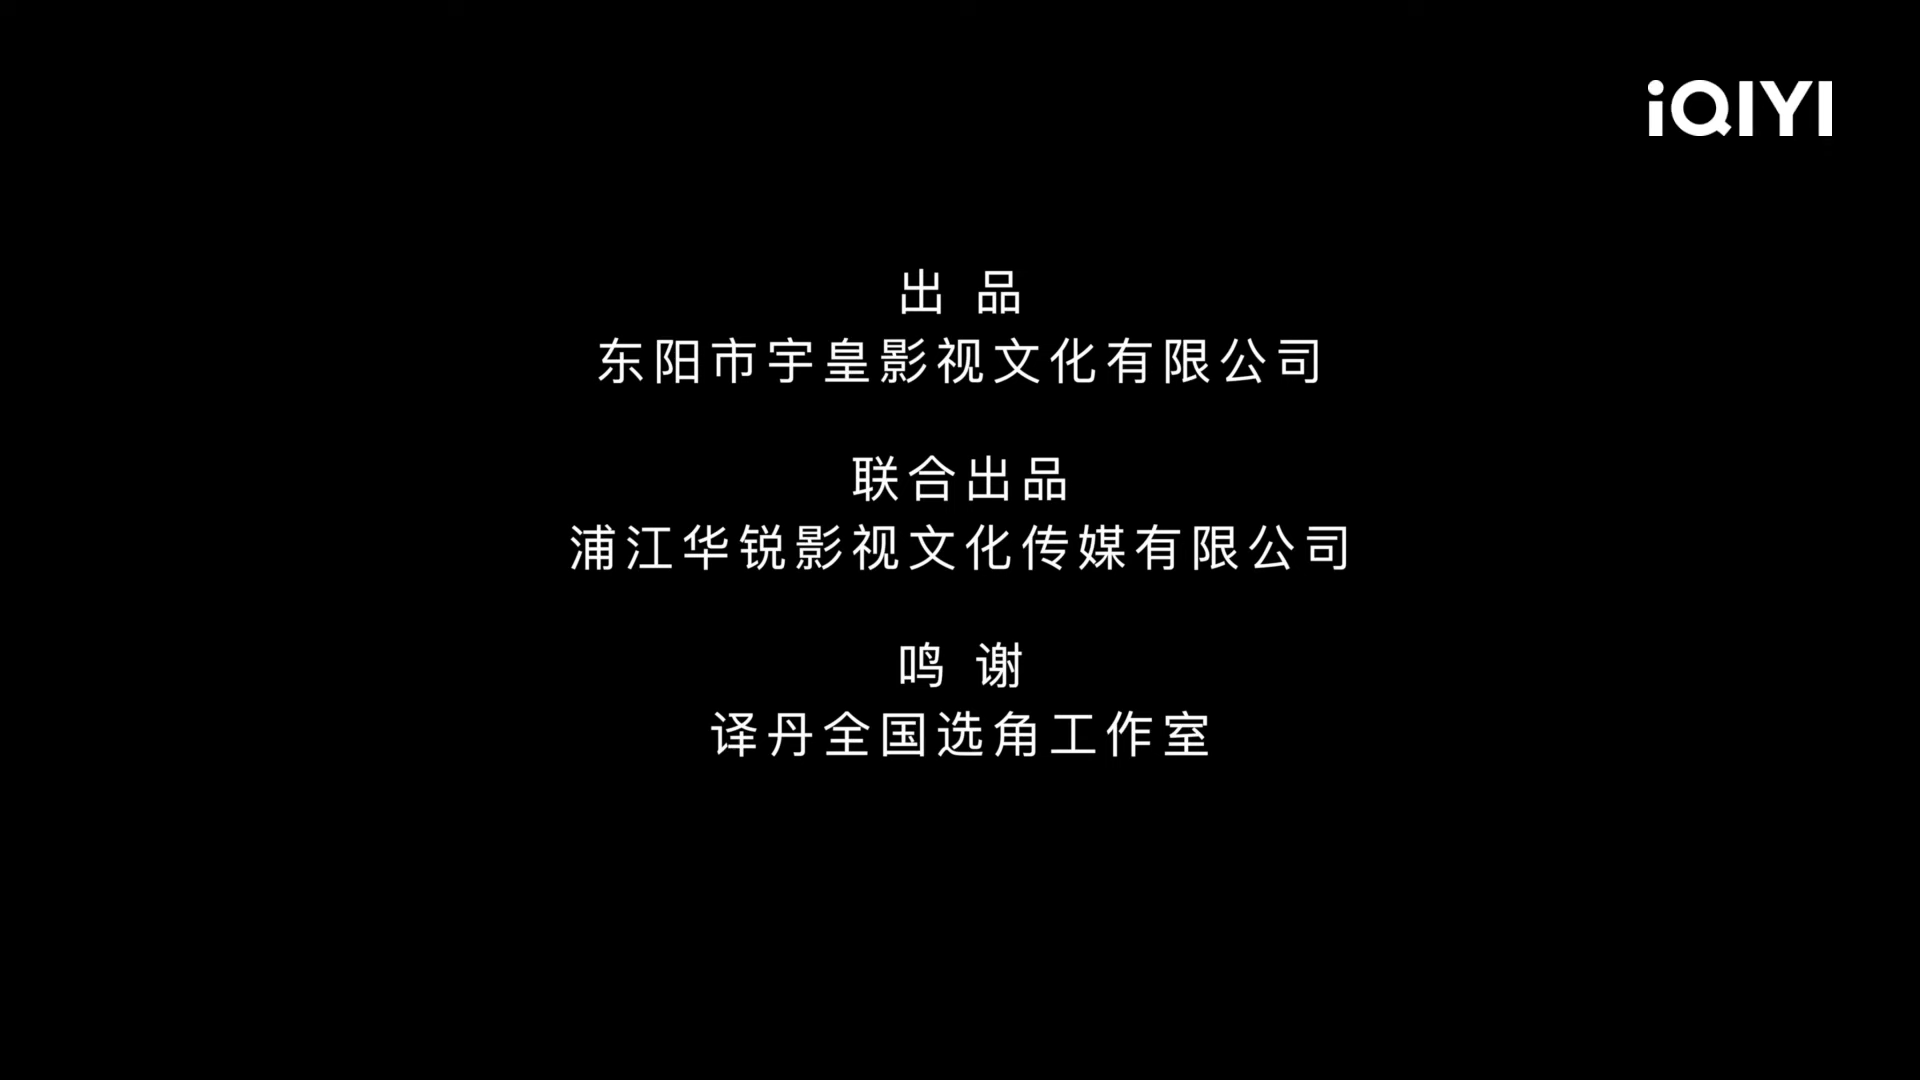 iQIYI
出 品
东阳市宇皇影视文化有限公司
联合出品
浦江华锐影视文化传媒有限公司
鸣 谢
译丹全国选角工作室